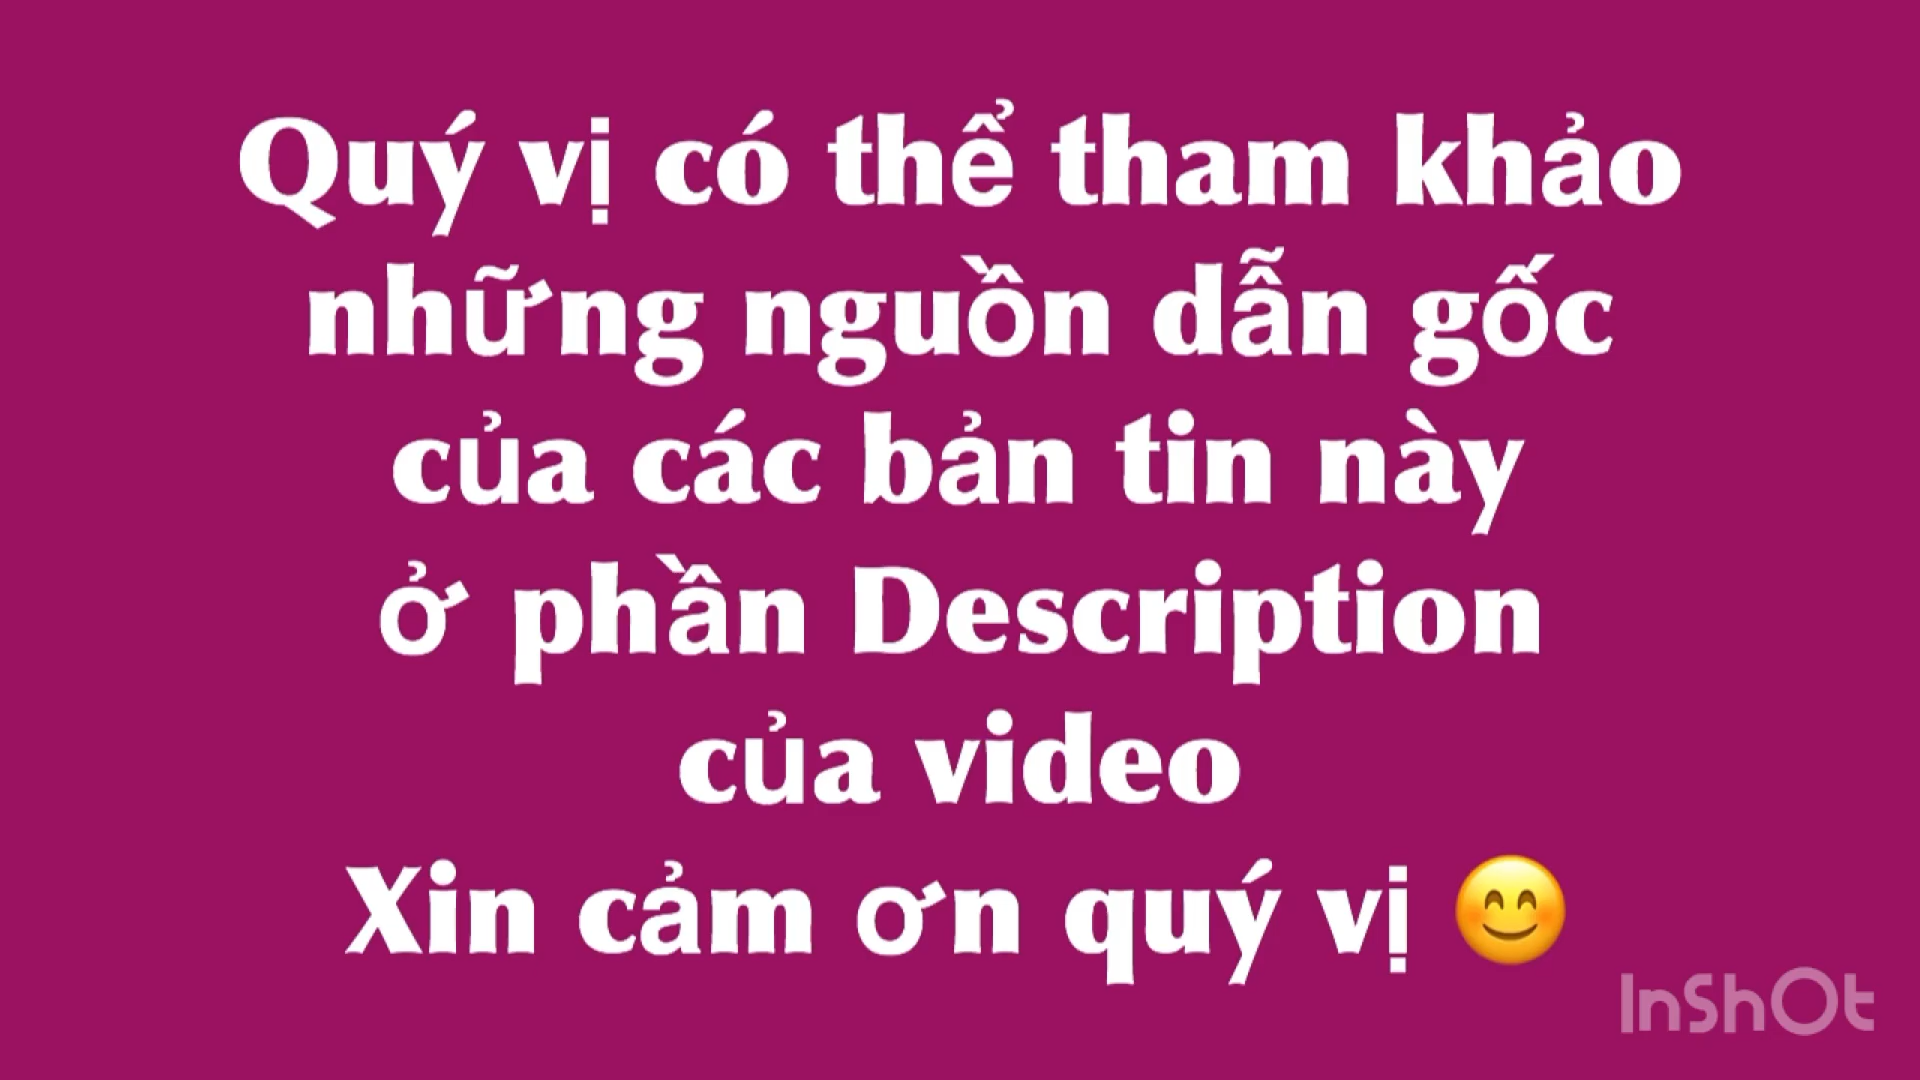 Quý vị có thể tham khảo
những nguồn dẫn gốc
của các bản tin này
ở phần Description
của video
Xin cảm ơn quý vị 😊
InShOt